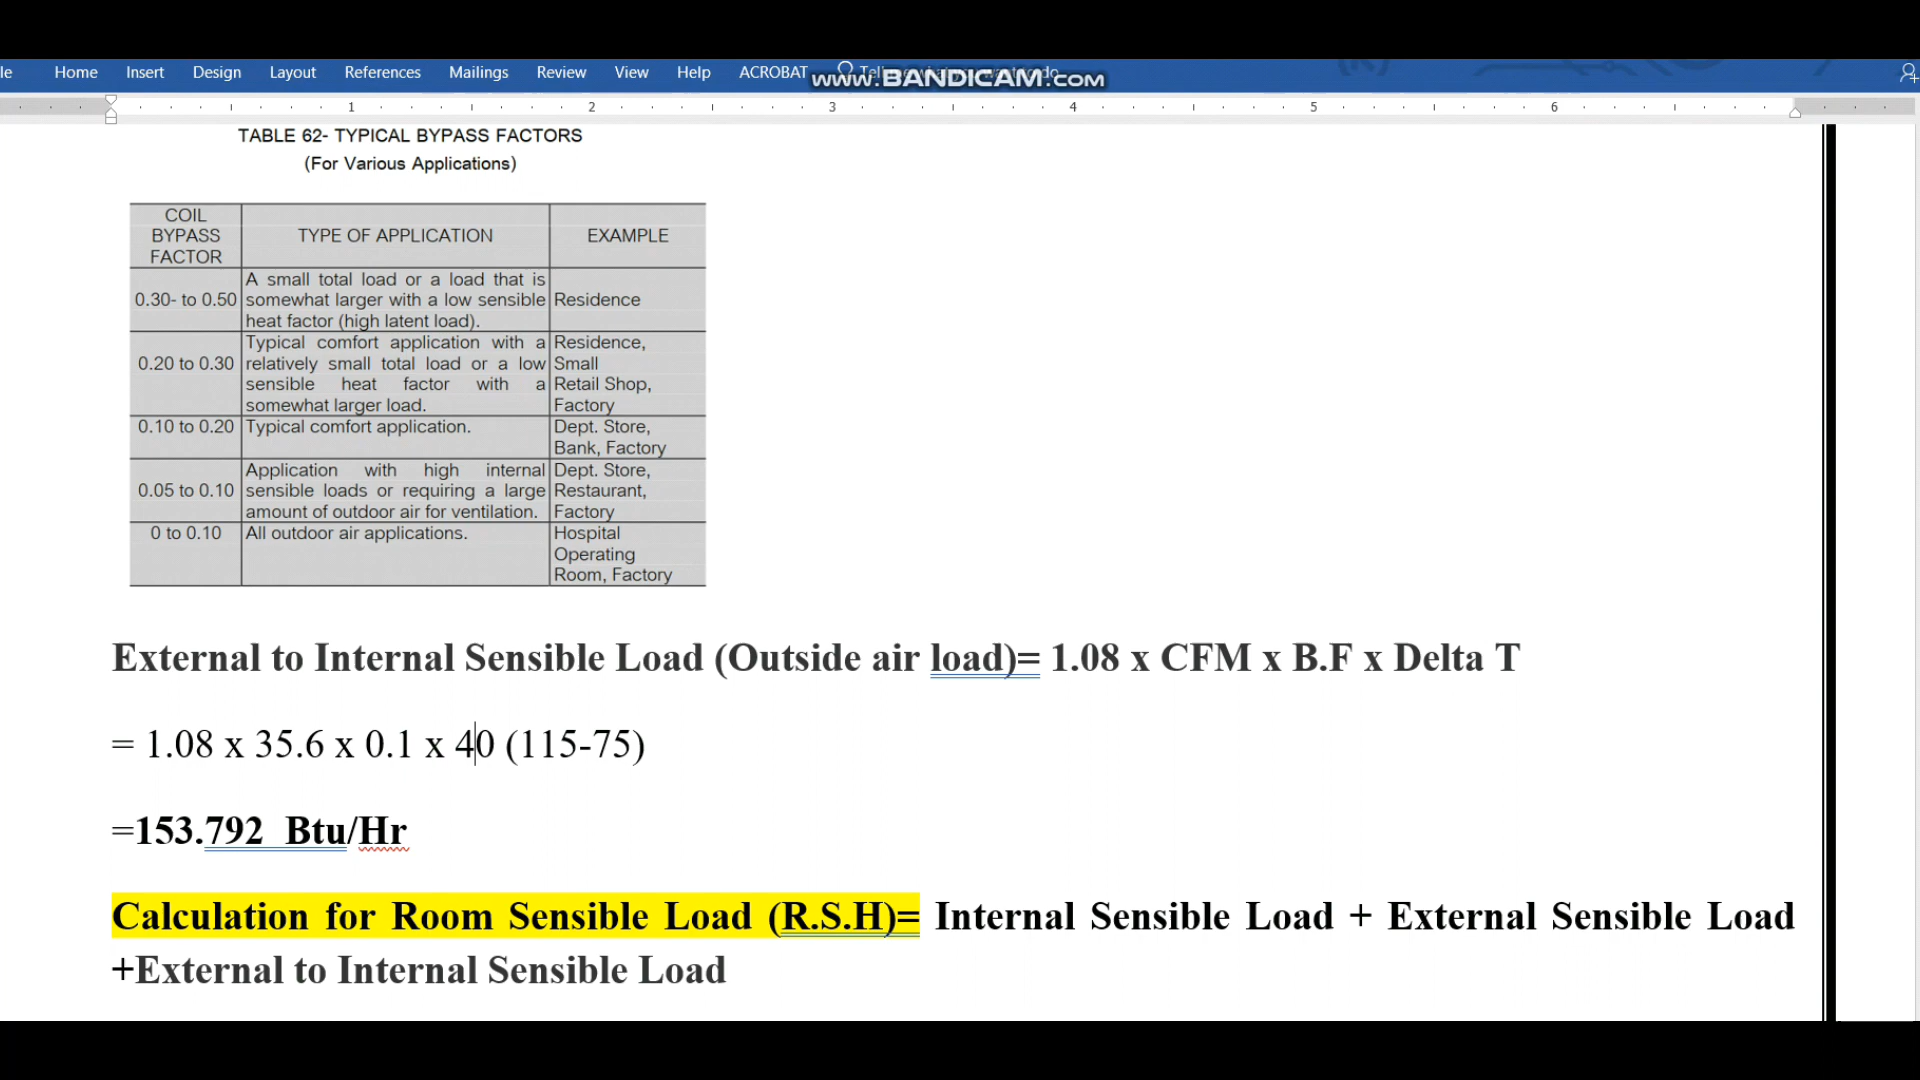 le Home Insert Design Layout References Mailings Review View Help ACROBAT
www.BANDICAM.com
1 2 3 4 5 6
TABLE 62- TYPICAL BYPASS FACTORS
(For Various Applications)
COIL
BYPASS
FACTOR
TYPE OF APPLICATION
EXAMPLE
0.30- to 0.50
A small total load or a load that is
somewhat larger with a low sensible
heat factor (high latent load).
Residence
0.20 to 0.30
Typical comfort application with a
relatively small total load or a low
sensible heat factor with a
somewhat larger load.
Residence,
Small
Retail Shop,
Factory
0.10 to 0.20
Typical comfort application.
Dept. Store,
Bank, Factory
0.05 to 0.10
Application with high internal
sensible loads or requiring a large
amount of outdoor air for ventilation.
Dept. Store,
Restaurant,
Factory
0 to 0.10
All outdoor air applications.
Hospital
Operating
Room, Factory
External to Internal Sensible Load (Outside air load)= 1.08 x CFM x B.F x Delta T
= 1.08 x 35.6 x 0.1 x 40 (115-75)
=153.792 Btu/Hr
Calculation for Room Sensible Load (R.S.H)= Internal Sensible Load + External Sensible Load
+External to Internal Sensible Load